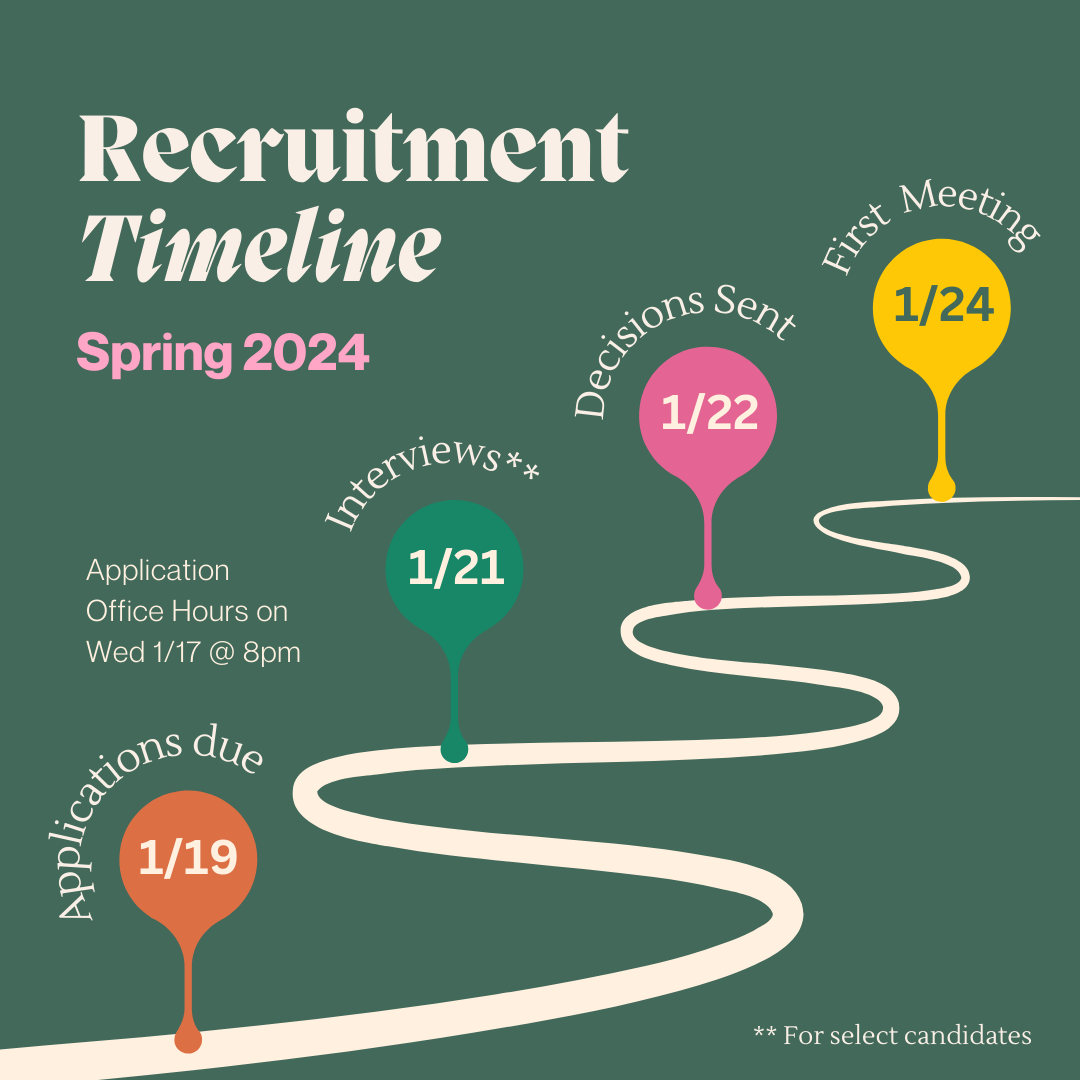 Recruitment
Timeline
Spring 2024
First Meeting
1/24
Decisions Sent
1/22
Interviews**
1/21
Application
Office Hours on
Wed 1/17 @ 8pm
Applications due
1/19
** For select candidates